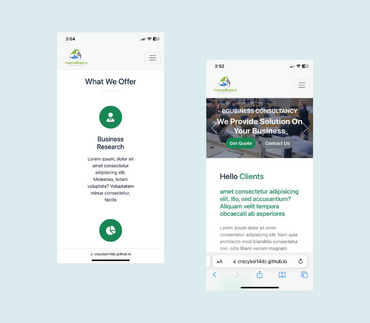 2:54
Consultancy
What We Offer
Business
Research
Lorem, ipsum, dolor sit
amet consectetur
adipisicing elit.
Molestias, totam
voluptate? Voluptatem
minus consectetur,
facilis
crazyboi14dz.github.io
2:52
Consultancy
BGUSINESS CONSULTANCY
We Provide Solution On
Your Business
Get Quote
Contact Us
Hello Clients
amet consectetur adipisicing
elit. Illo, sed accusantium?
Aliquam velit tempora
obcaecati ab asperiores
Lorem ipsum dolor sit amet consectetur
adipisicing elit. Nam quia
architecto modi blanditiis consectetur
non, odio libero veniam magnam
AA
crazyboi14dz.github.io